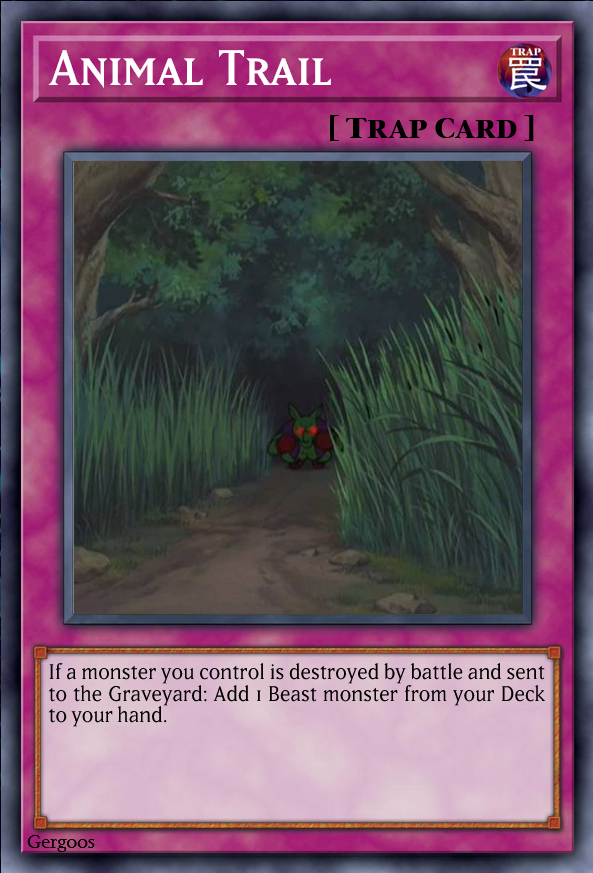 Animal Trail
TRAP
罠
[ Trap Card ]
If a monster you control is destroyed by battle and sent
to the Graveyard: Add 1 Beast monster from your Deck
to your hand.
Gergoos